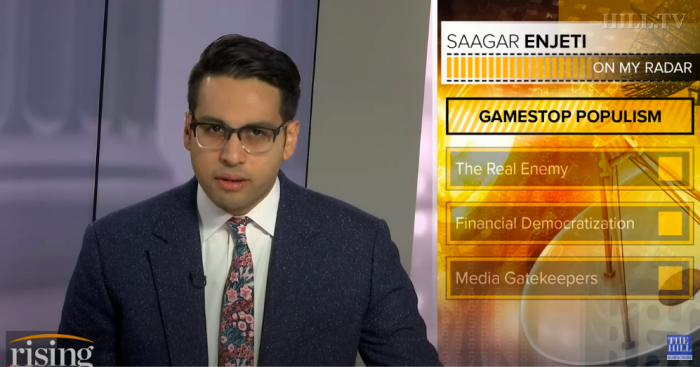 HILL.TV
SAAGAR ENJETI
ON MY RADAR
GAMESTOP POPULISM
The Real Enemy
Financial Democratization
Media Gatekeepers
rising
THE
HILL